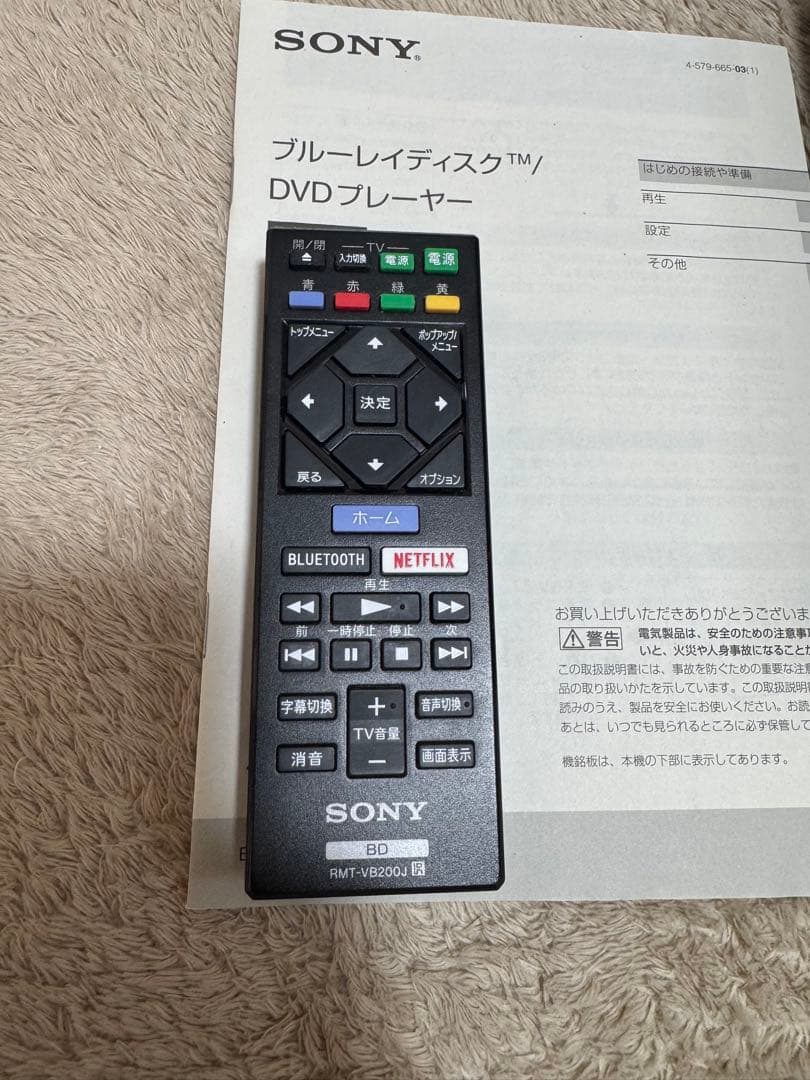 SONY®
4-579-665-03(1)
ブルーレイディスク™/
DVDプレーヤー
はじめの接続や準備
再生
設定
その他
お買い上げいただきありがとうございま
警告
電気製品は、安全のための注意事
いと、火災や人身事故になることが
この取扱説明書には、事故を防ぐための重要な注意
品の取り扱いかたを示しています。この取扱説明
読みのうえ、製品を安全にお使いください。お読
あとは、いつでも見られるところに必ず保管して
機銘板は、本機の下部に表示してあります。
開/閉
TV
入力切換
電源
電源
青
赤
緑
黄
トップメニュー
ポップアップ/
メニュー
決定
戻る
オプション
ホーム
BLUETOOTH
NETFLIX
再生
前
一時停止
停止
次
字幕切換
+
音声切換
TV音量
消音
−
画面表示
SONY
BD
RMT-VB200J